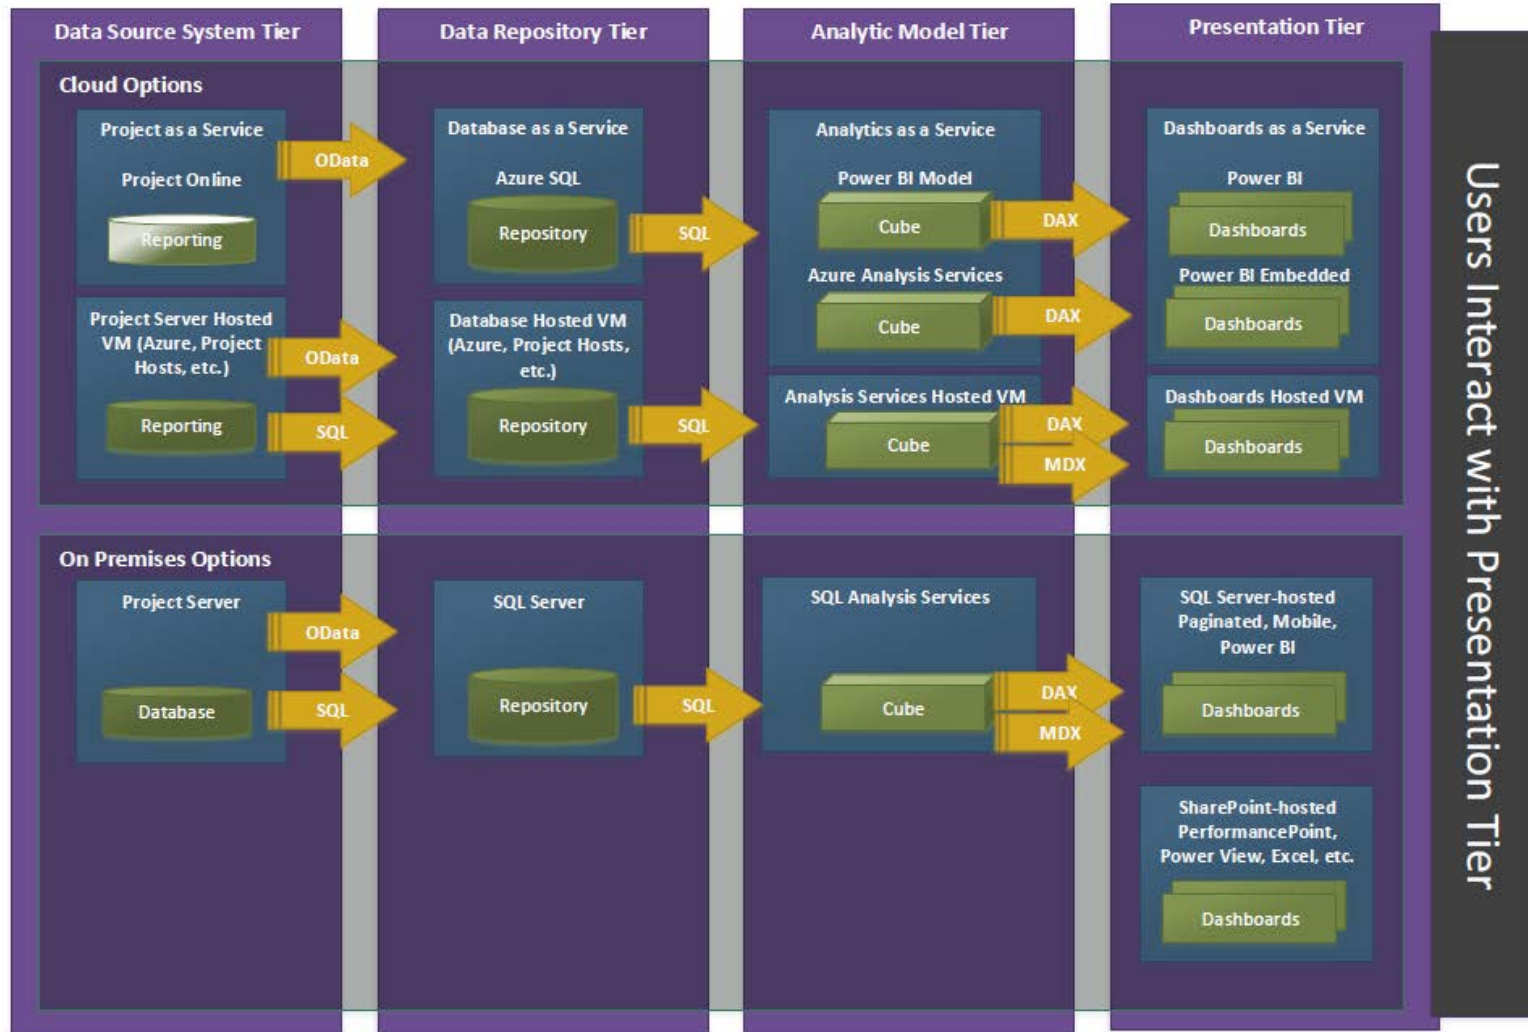 Data Source System Tier
Data Repository Tier
Analytic Model Tier
Presentation Tier
Cloud Options
Project as a Service
Project Online
Reporting
OData
Database as a Service
Azure SQL
Repository
SQL
Analytics as a Service
Power BI Model
Cube
DAX
Azure Analysis Services
Cube
DAX
Dashboards as a Service
Power BI
Dashboards
Power BI Embedded
Dashboards
Project Server Hosted
VM (Azure, Project
Hosts, etc.)
Reporting
OData
SQL
Database Hosted VM
(Azure, Project Hosts,
etc.)
Repository
SQL
Analysis Services Hosted VM
Cube
DAX
MDX
Dashboards Hosted VM
Dashboards
On Premises Options
Project Server
Database
OData
SQL
SQL Server
Repository
SQL
SQL Analysis Services
Cube
DAX
MDX
SQL Server-hosted
Paginated, Mobile,
Power BI
Dashboards
SharePoint-hosted
PerformancePoint,
Power View, Excel, etc.
Dashboards
Users Interact with Presentation Tier